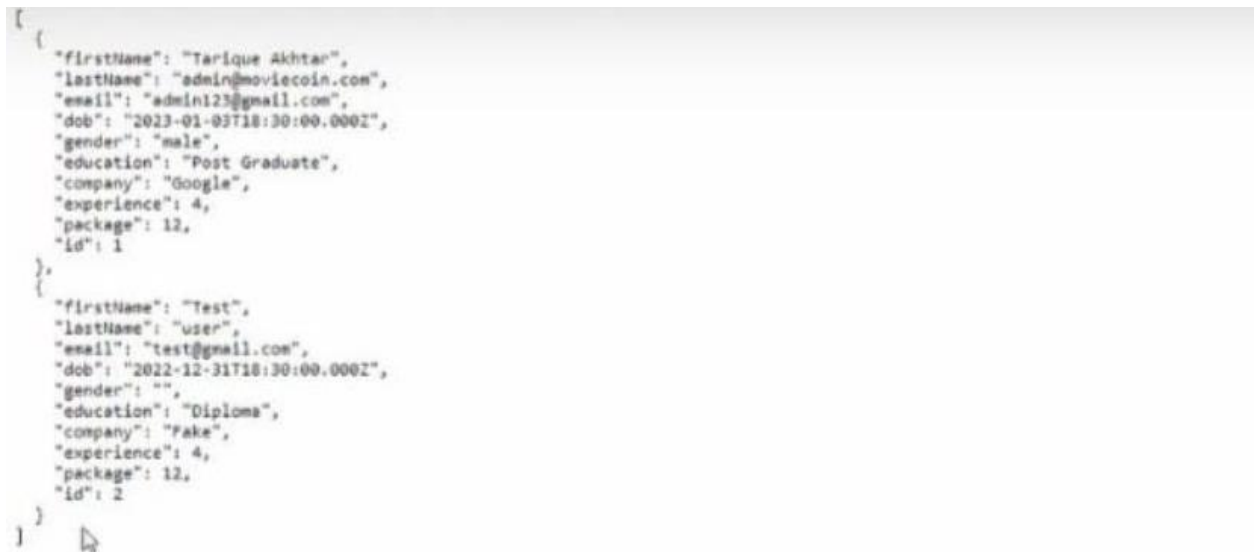 [
{
"firstName": "Tarique Akhtar",
"lastName": "admin@moviecoin.com",
"email": "admin123@gmail.com",
"dob": "2023-01-03T18:30:00.000Z",
"gender": "male",
"education": "Post Graduate",
"company": "Google",
"experience": 4,
"package": 12,
"id": 1
},
{
"firstName": "Test",
"lastName": "user",
"email": "test@gmail.com",
"dob": "2022-12-31T18:30:00.000Z",
"gender": "",
"education": "Diploma",
"company": "Fake",
"experience": 4,
"package": 12,
"id": 2
}
]